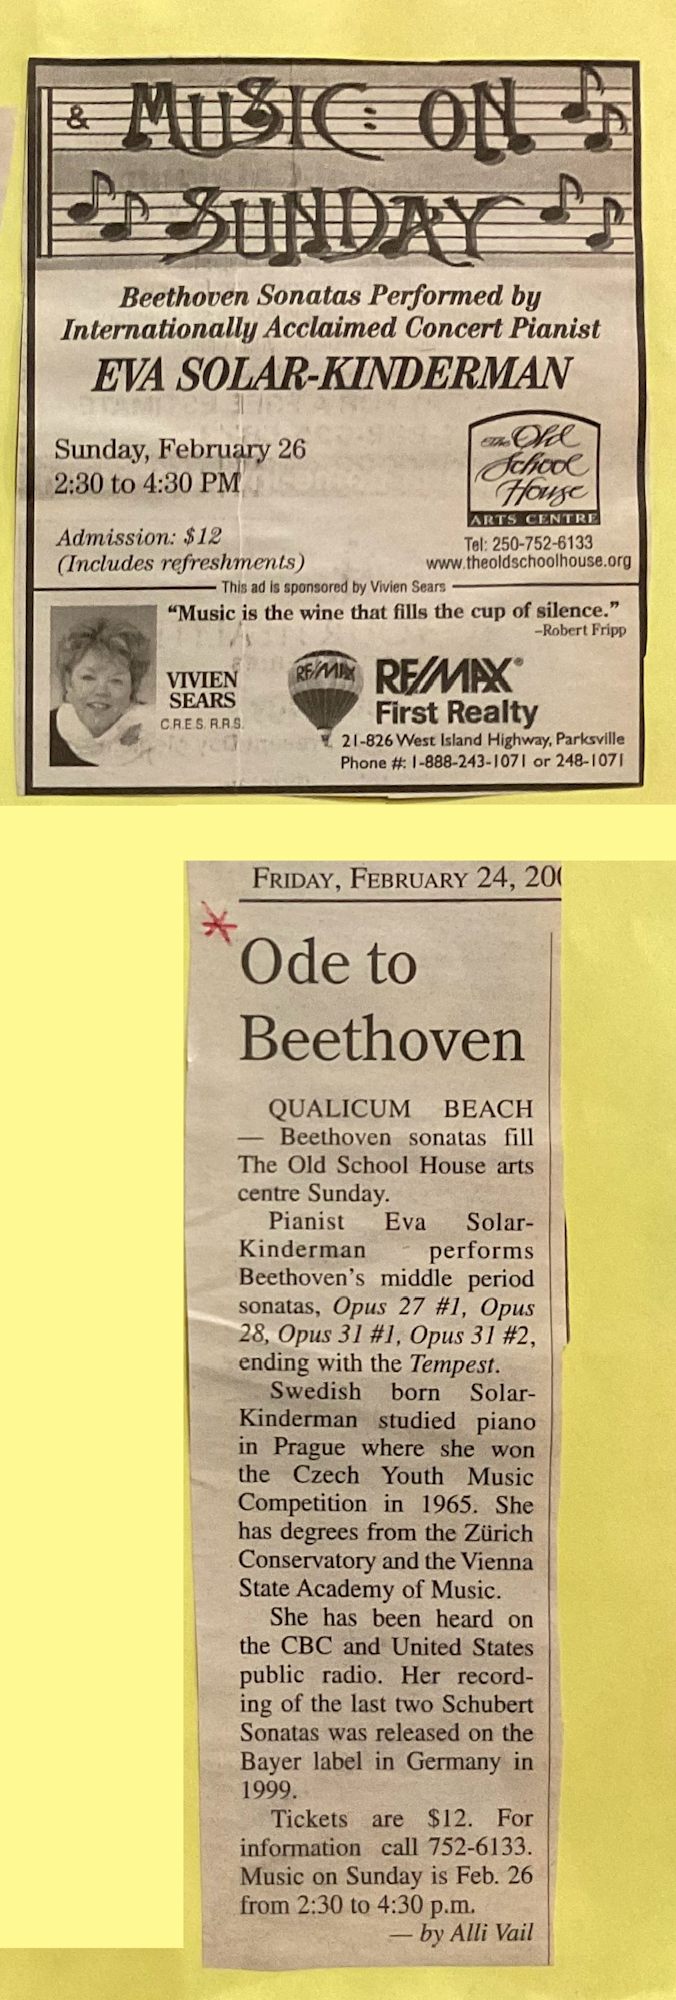 & MUSIC: ON
SUNDAY
Beethoven Sonatas Performed by
Internationally Acclaimed Concert Pianist
EVA SOLAR-KINDERMAN
Sunday, February 26
2:30 to 4:30 PM
Admission: $12
(Includes refreshments)
The Old
School
House
ARTS CENTRE
Tel: 250-752-6133
www.theoldschoolhouse.org
This ad is sponsored by Vivien Sears
“Music is the wine that fills the cup of silence.”
–Robert Fripp
VIVIEN
SEARS
C.R.E.S. R.R.S.
RE/MAX
RE/MAX®
First Realty
21-826 West Island Highway, Parksville
Phone #: 1-888-243-1071 or 248-1071
FRIDAY, FEBRUARY 24, 200
*
Ode to
Beethoven
QUALICUM BEACH
— Beethoven sonatas fill
The Old School House arts
centre Sunday.
Pianist Eva Solar-
Kinderman performs
Beethoven’s middle period
sonatas, Opus 27 #1, Opus
28, Opus 31 #1, Opus 31 #2,
ending with the Tempest.
Swedish born Solar-
Kinderman studied piano
in Prague where she won
the Czech Youth Music
Competition in 1965. She
has degrees from the Zürich
Conservatory and the Vienna
State Academy of Music.
She has been heard on
the CBC and United States
public radio. Her record-
ing of the last two Schubert
Sonatas was released on the
Bayer label in Germany in
1999.
Tickets are $12. For
information call 752-6133.
Music on Sunday is Feb. 26
from 2:30 to 4:30 p.m.
— by Alli Vail